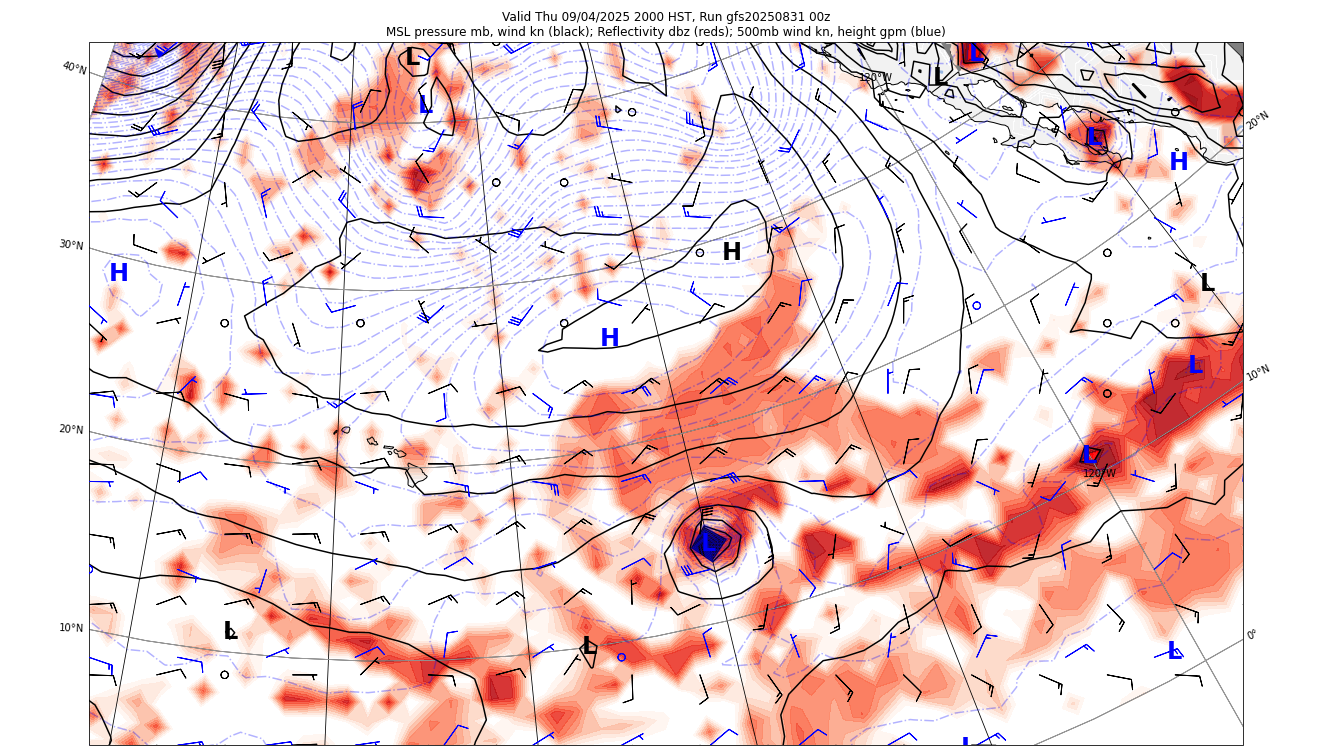 Valid Thu 09/04/2025 2000 HST, Run gfs20250831 00z
MSL pressure mb, wind kn (black); Reflectivity dbz (reds); 500mb wind kn, height gpm (blue)
L L
40°N L 120°W L
L 20°N
L
H
30°N H
H L
H
L
10°N
20°N
L
120°W
L
10°N L 0°
L
L
L